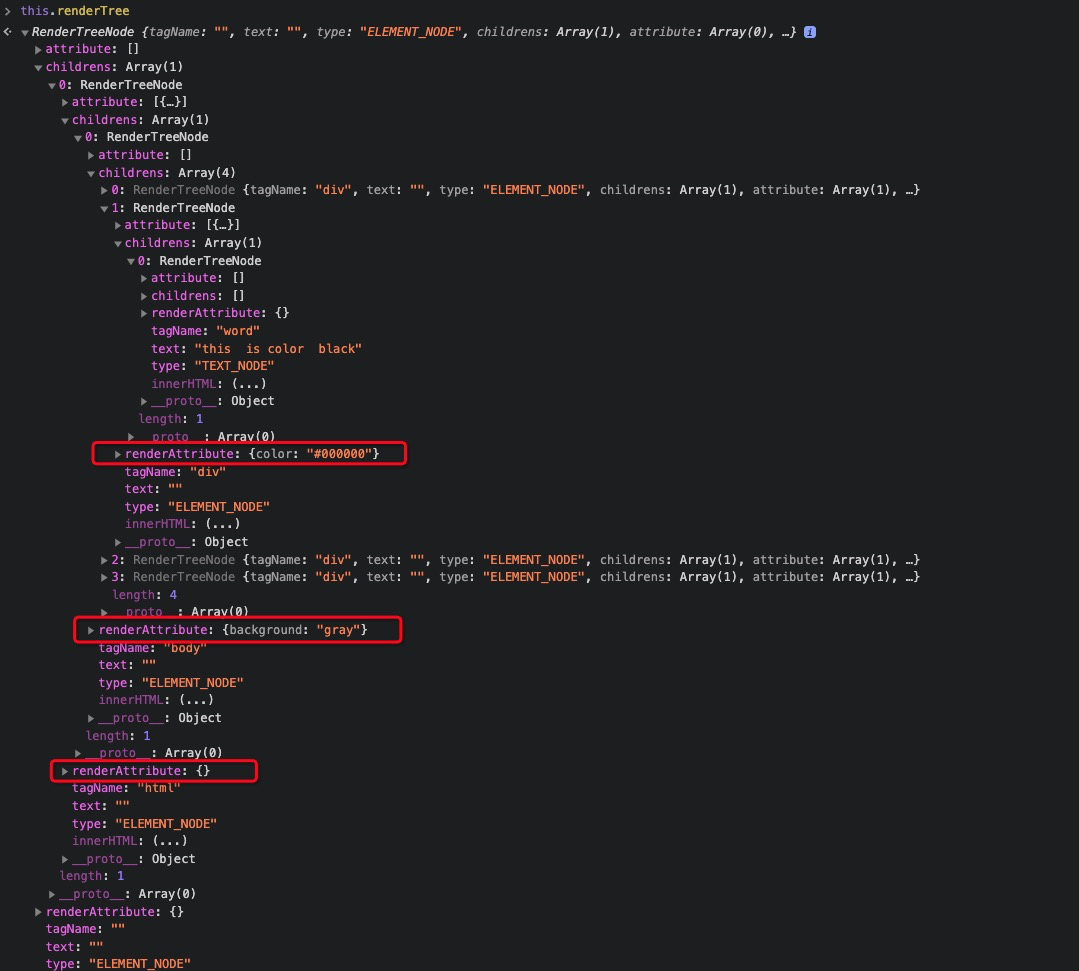 > this.renderTree
RenderTreeNode {tagName: "", text: "", type: "ELEMENT_NODE", childrens: Array(1), attribute: Array(0), …} i
attribute: []
childrens: Array(1)
0: RenderTreeNode
attribute: [{…}]
childrens: Array(1)
0: RenderTreeNode
attribute: []
childrens: Array(4)
0: RenderTreeNode {tagName: "div", text: "", type: "ELEMENT_NODE", childrens: Array(1), attribute: Array(1), …}
1: RenderTreeNode
attribute: [{…}]
childrens: Array(1)
0: RenderTreeNode
attribute: []
childrens: []
renderAttribute: {}
tagName: "word"
text: "this  is color  black"
type: "TEXT_NODE"
innerHTML: (...)
__proto__: Object
length: 1
__proto__: Array(0)
renderAttribute: {color: "#000000"}
tagName: "div"
text: ""
type: "ELEMENT_NODE"
innerHTML: (...)
__proto__: Object
2: RenderTreeNode {tagName: "div", text: "", type: "ELEMENT_NODE", childrens: Array(1), attribute: Array(1), …}
3: RenderTreeNode {tagName: "div", text: "", type: "ELEMENT_NODE", childrens: Array(1), attribute: Array(1), …}
length: 4
__proto__: Array(0)
renderAttribute: {background: "gray"}
tagName: "body"
text: ""
type: "ELEMENT_NODE"
innerHTML: (...)
__proto__: Object
length: 1
__proto__: Array(0)
renderAttribute: {}
tagName: "html"
text: ""
type: "ELEMENT_NODE"
innerHTML: (...)
__proto__: Object
length: 1
__proto__: Array(0)
renderAttribute: {}
tagName: ""
text: ""
type: "ELEMENT_NODE"